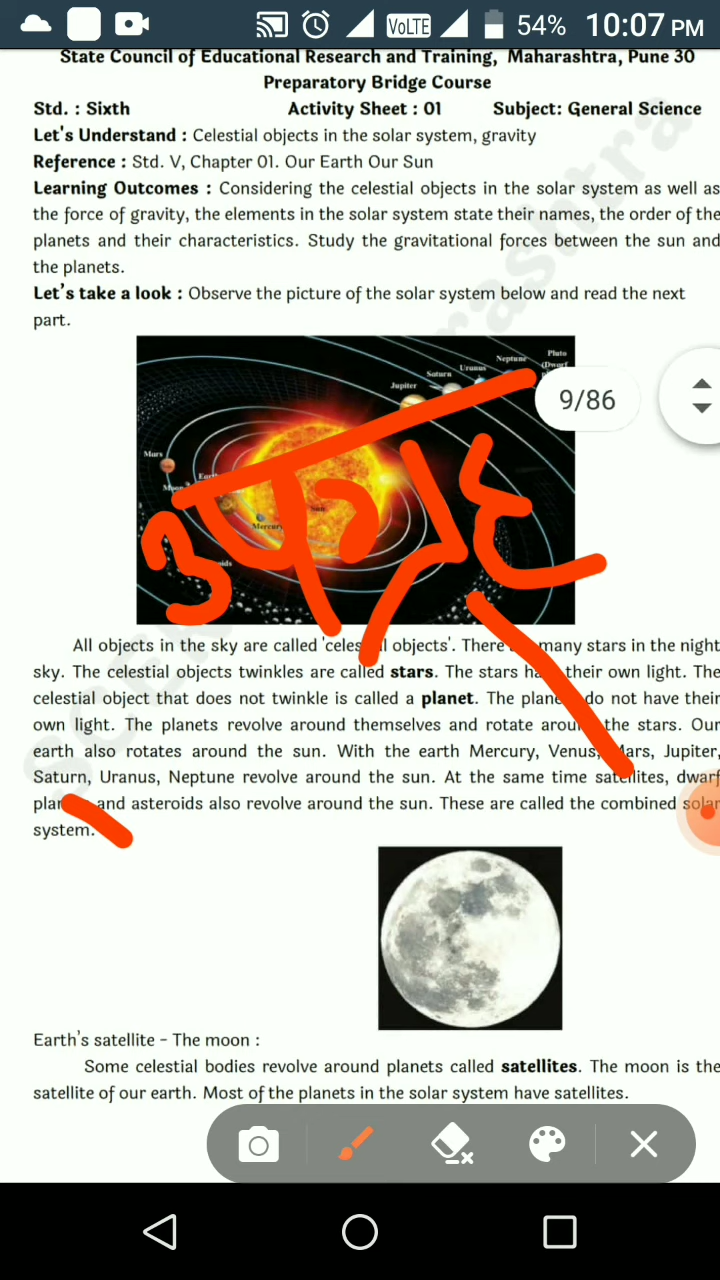 VoLTE 54% 10:07 PM
State Council of Educational Research and Training, Maharashtra, Pune 30
Preparatory Bridge Course
Std. : Sixth Activity Sheet : 01 Subject: General Science
Let's Understand : Celestial objects in the solar system, gravity
Reference : Std. V, Chapter 01. Our Earth Our Sun
Learning Outcomes : Considering the celestial objects in the solar system as well as
the force of gravity, the elements in the solar system state their names, the order of the
planets and their characteristics. Study the gravitational forces between the sun and
the planets.
Let's take a look : Observe the picture of the solar system below and read the next
part.
Pluto
Neptune
(Dwarf
Uranus
Saturn
Jupiter
9/86
Mars
Sun
Mercury
उपग्रह
All objects in the sky are called 'celestial objects'. There many stars in the night
sky. The celestial objects twinkles are called stars. The stars their own light. The
celestial object that does not twinkle is called a planet. The do not have their
own light. The planets revolve around themselves and rotate around the stars. Our
earth also rotates around the sun. With the earth Mercury, Venus, Mars, Jupiter,
Saturn, Uranus, Neptune revolve around the sun. At the same time satellites, dwarf
and asteroids also revolve around the sun. These are called the combined solar
system.
Earth's satellite - The moon :
Some celestial bodies revolve around planets called satellites. The moon is the
satellite of our earth. Most of the planets in the solar system have satellites.